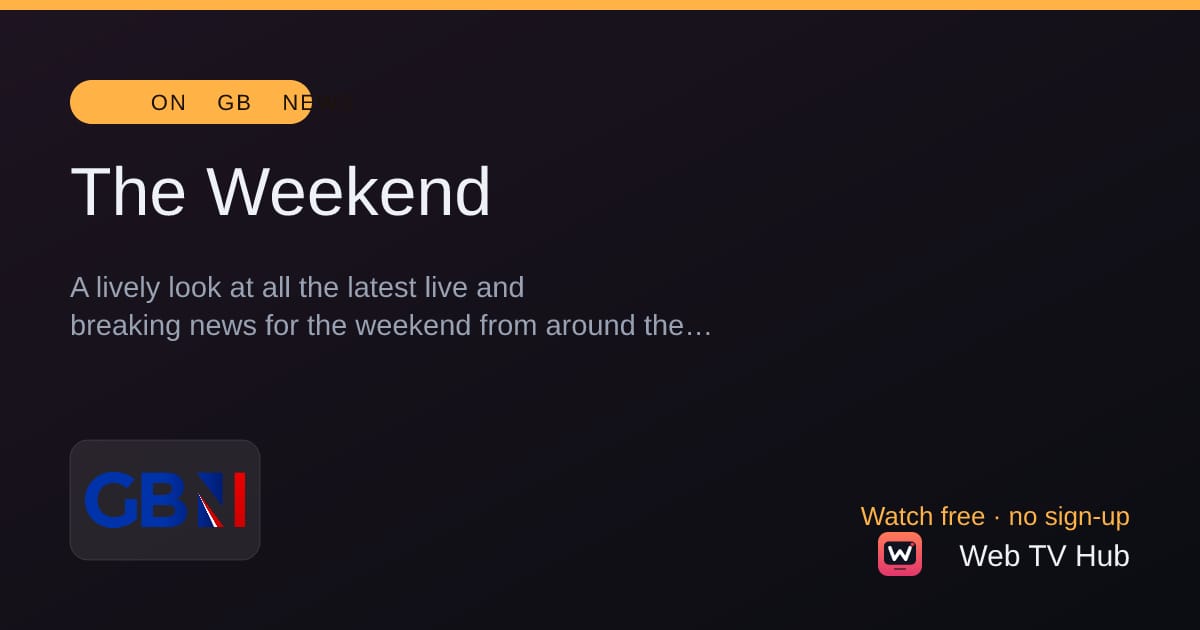 ON GB NEWS
The Weekend
A lively look at all the latest live and
breaking news for the weekend from around the…
GBN
Watch free · no sign-up
W
Web TV Hub